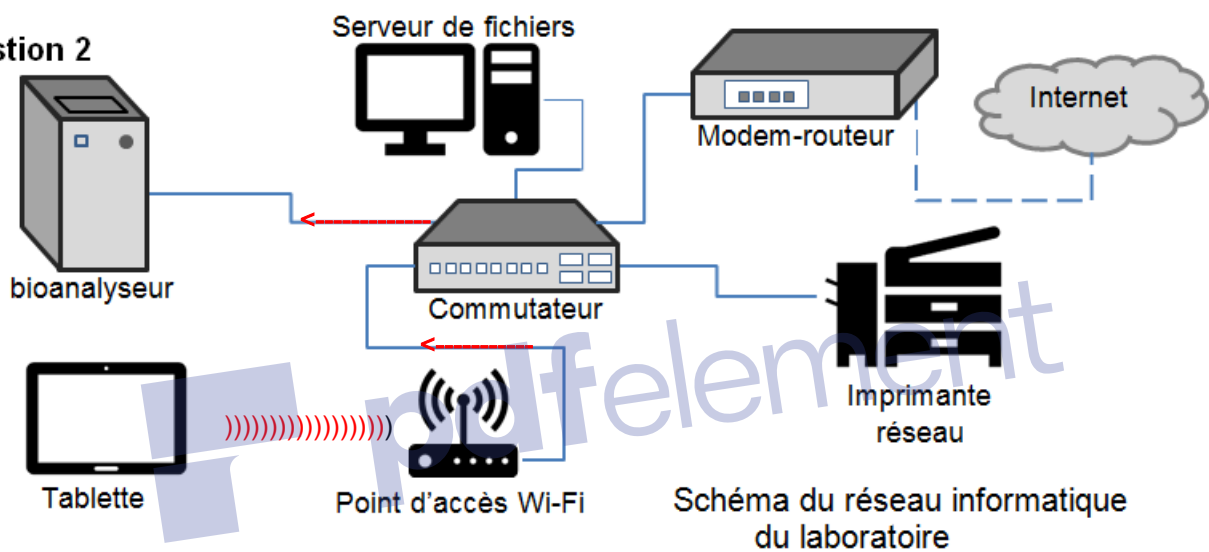 stion 2
Serveur de fichiers
Internet
Modem-routeur
bioanalyseur
Commutateur
Imprimante
réseau
Tablette
Point d'accès Wi-Fi
Schéma du réseau informatique
du laboratoire
pdfelement